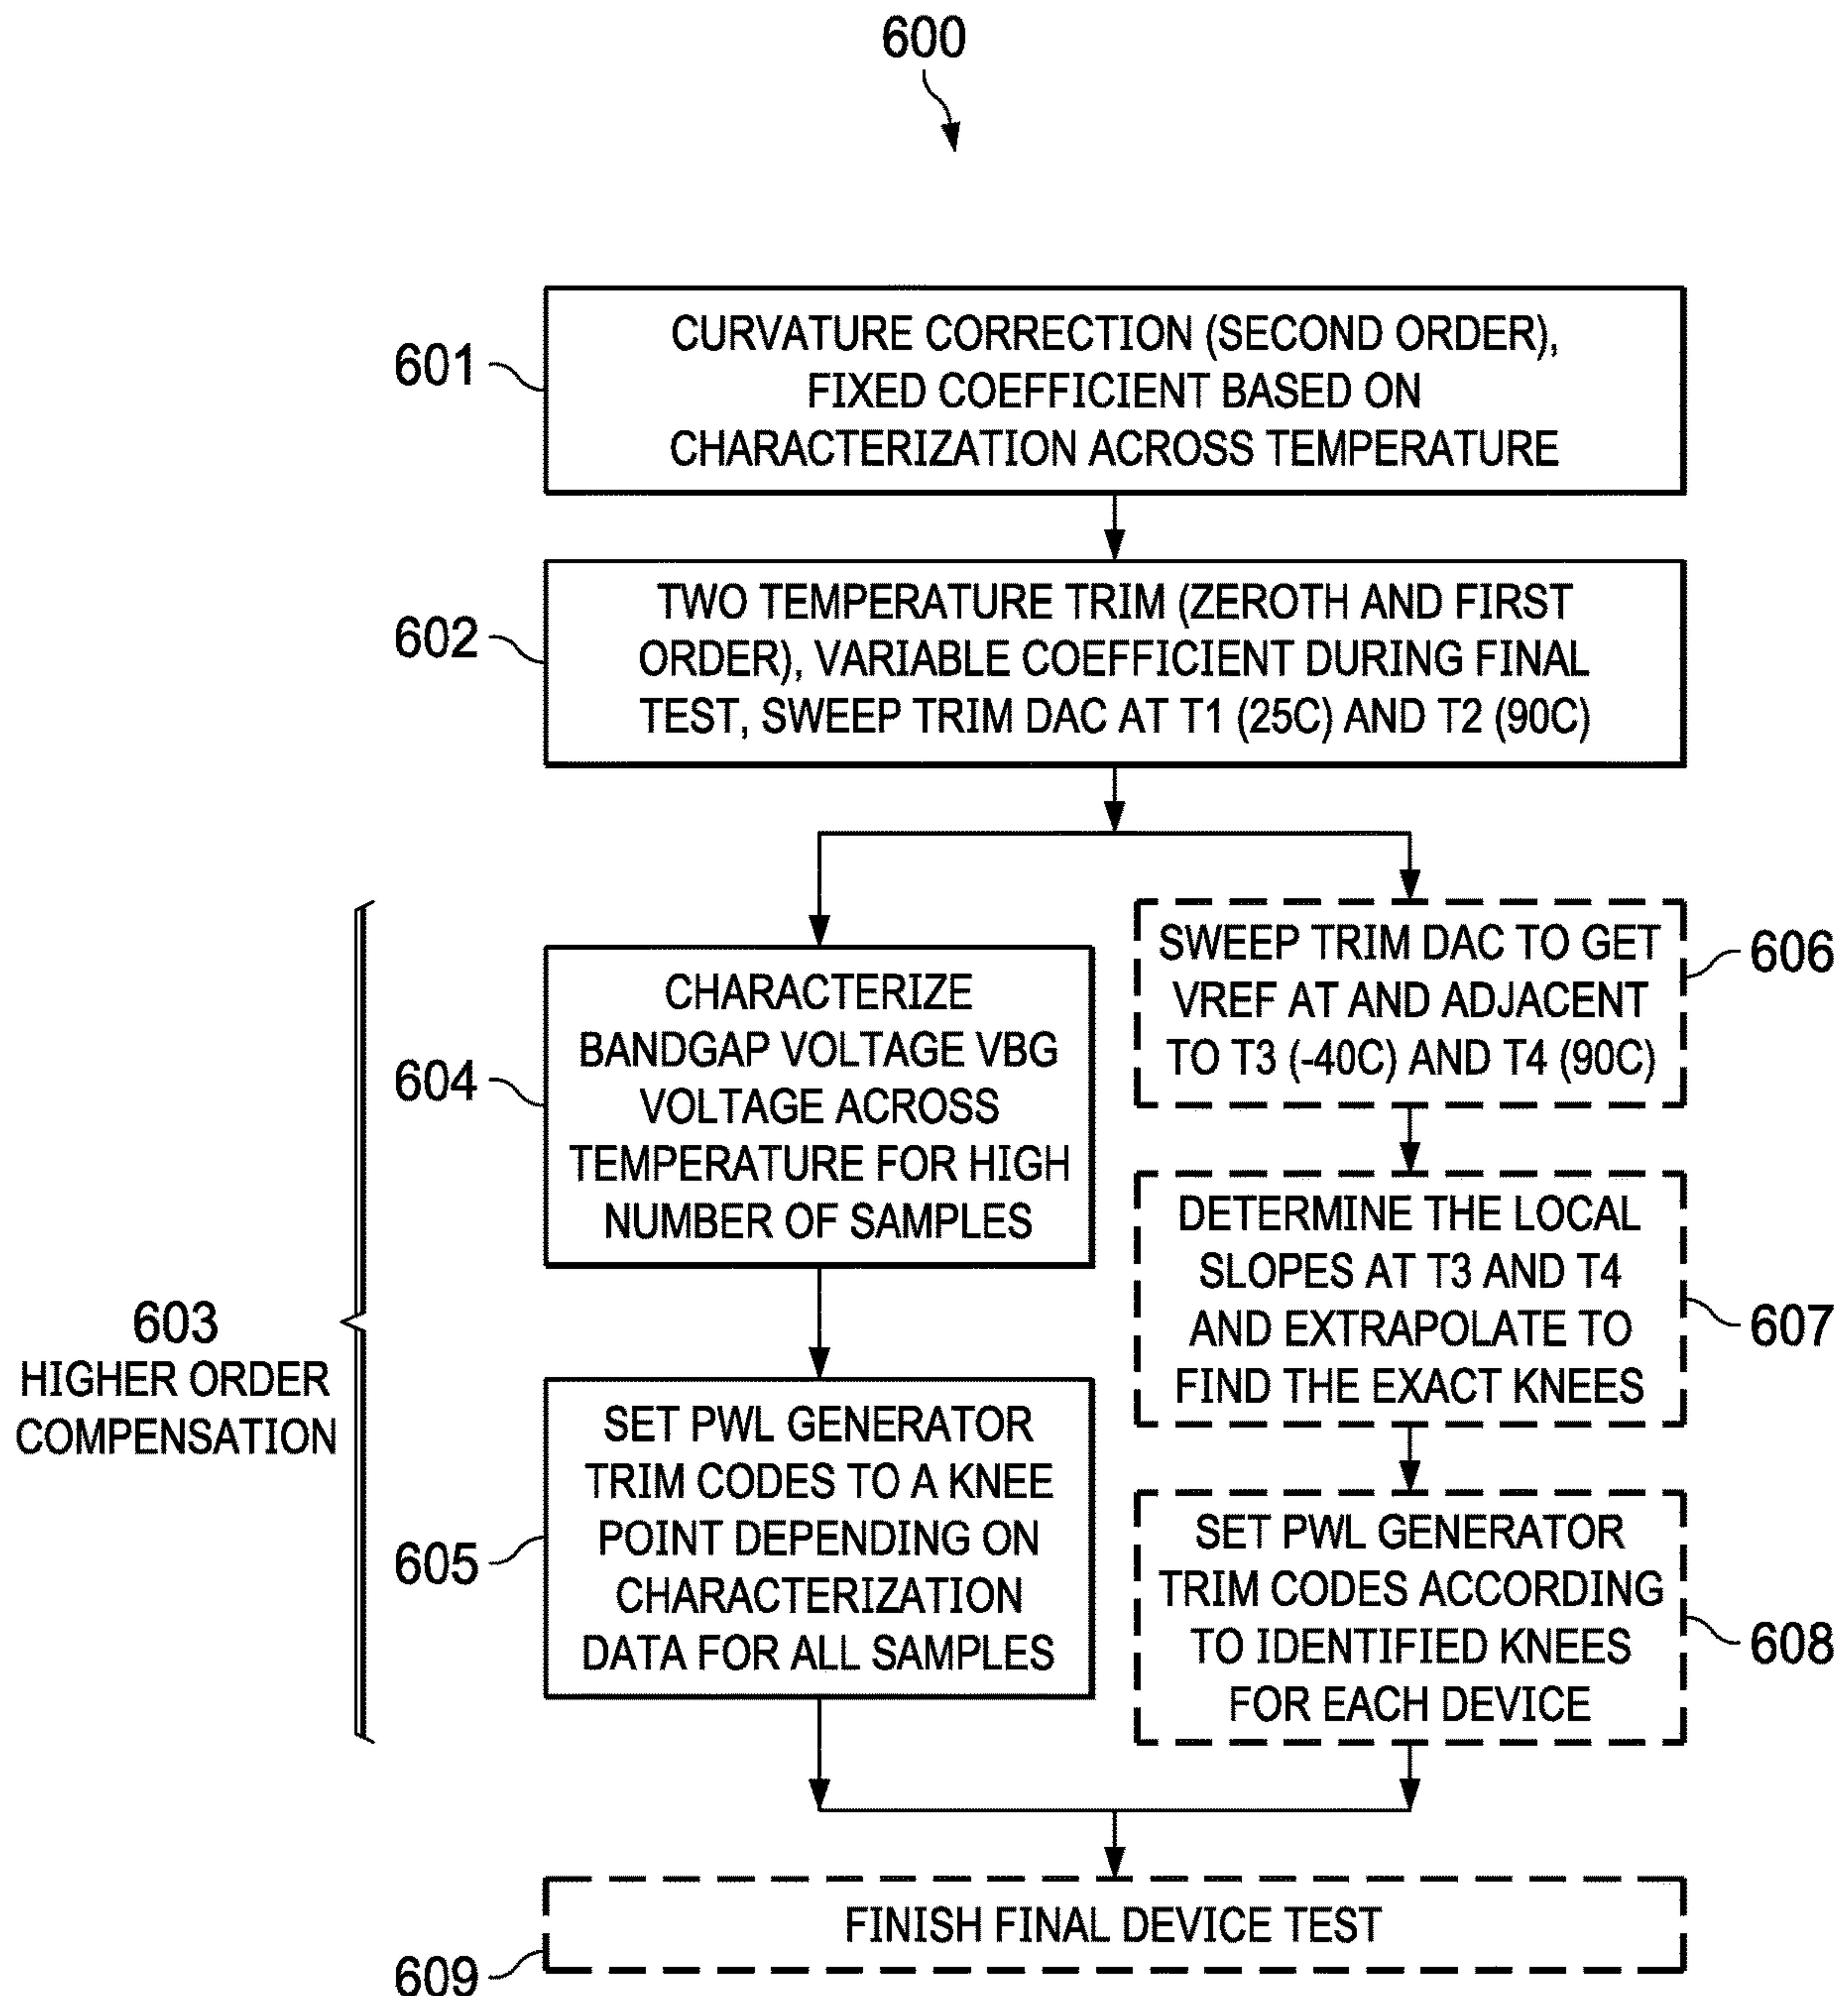 600
601
CURVATURE CORRECTION (SECOND ORDER),
FIXED COEFFICIENT BASED ON
CHARACTERIZATION ACROSS TEMPERATURE
602
TWO TEMPERATURE TRIM (ZEROTH AND FIRST
ORDER), VARIABLE COEFFICIENT DURING FINAL
TEST, SWEEP TRIM DAC AT T1 (25C) AND T2 (90C)
603
HIGHER ORDER
COMPENSATION
604
CHARACTERIZE
BANDGAP VOLTAGE VBG
VOLTAGE ACROSS
TEMPERATURE FOR HIGH
NUMBER OF SAMPLES
605
SET PWL GENERATOR
TRIM CODES TO A KNEE
POINT DEPENDING ON
CHARACTERIZATION
DATA FOR ALL SAMPLES
SWEEP TRIM DAC TO GET
VREF AT AND ADJACENT
TO T3 (-40C) AND T4 (90C)
606
DETERMINE THE LOCAL
SLOPES AT T3 AND T4
AND EXTRAPOLATE TO
FIND THE EXACT KNEES
607
SET PWL GENERATOR
TRIM CODES ACCORDING
TO IDENTIFIED KNEES
FOR EACH DEVICE
608
FINISH FINAL DEVICE TEST
609